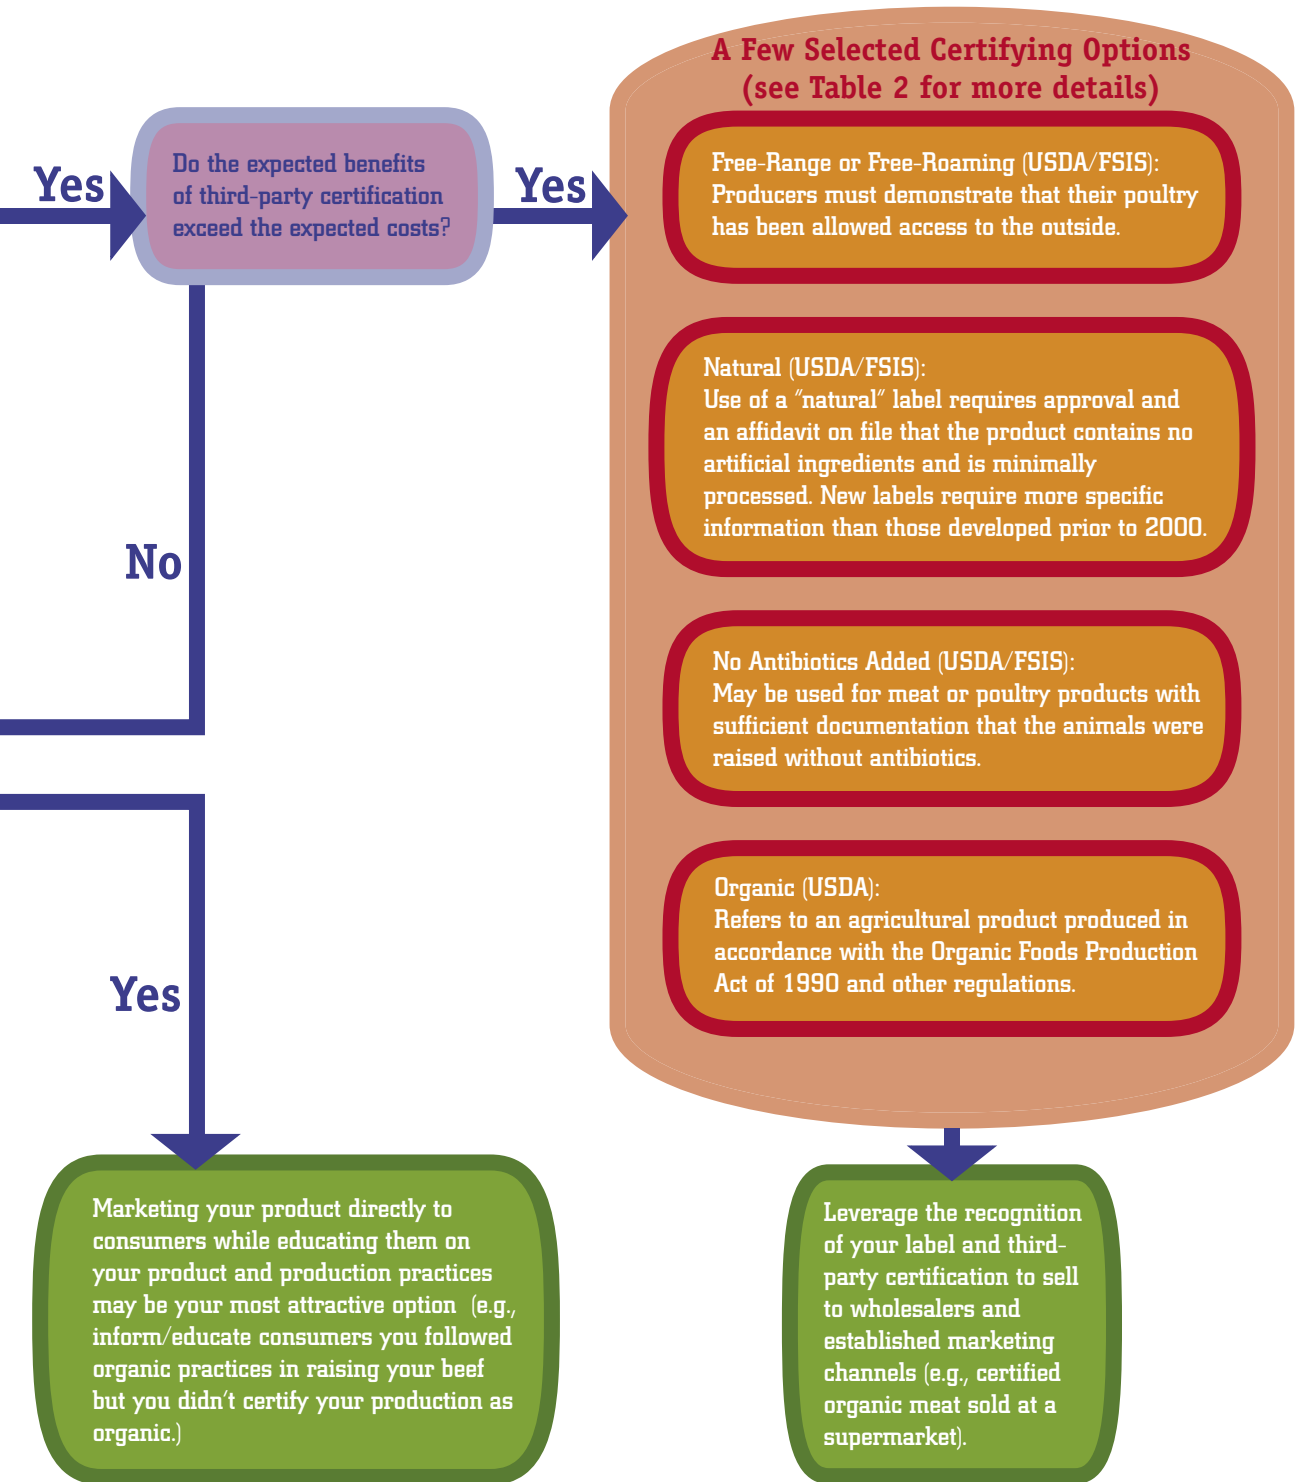 A Few Selected Certifying Options
(see Table 2 for more details)
Yes
Do the expected benefits
of third-party certification
exceed the expected costs?
Yes
Free-Range or Free-Roaming (USDA/FSIS):
Producers must demonstrate that their poultry
has been allowed access to the outside.
Natural (USDA/FSIS):
Use of a "natural" label requires approval and
an affidavit on file that the product contains no
artificial ingredients and is minimally
processed. New labels require more specific
information than those developed prior to 2000.
No
No Antibiotics Added (USDA/FSIS):
May be used for meat or poultry products with
sufficient documentation that the animals were
raised without antibiotics.
Organic (USDA):
Refers to an agricultural product produced in
accordance with the Organic Foods Production
Act of 1990 and other regulations.
Yes
Marketing your product directly to
consumers while educating them on
your product and production practices
may be your most attractive option (e.g.,
inform/educate consumers you followed
organic practices in raising your beef
but you didn't certify your production as
organic.)
Leverage the recognition
of your label and third-
party certification to sell
to wholesalers and
established marketing
channels (e.g., certified
organic meat sold at a
supermarket).